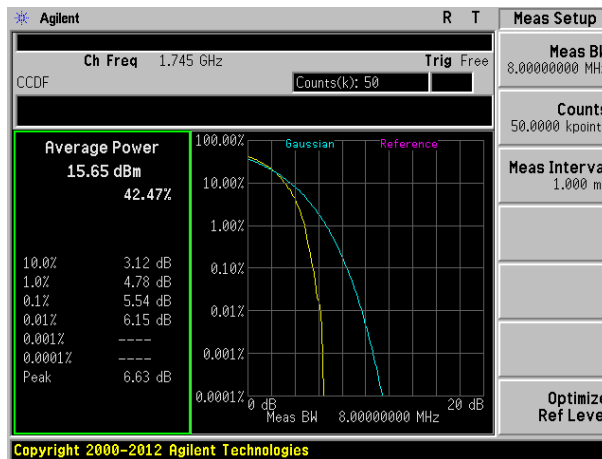 Agilent R T Meas Setup
Ch Freq 1.745 GHz Trig Free
CCDF Counts(k): 50
Average Power
15.65 dBm
42.47%
10.0% 3.12 dB
1.0% 4.78 dB
0.1% 5.54 dB
0.01% 6.15 dB
0.001% ----
0.0001% ----
Peak 6.63 dB
Gaussian Reference
100.00%
10.00%
1.00%
0.10%
0.01%
0.001%
0.0001%
0 dB 20 dB
Meas BW 8.00000000 MHz
Meas B
8.00000000 MH
Counts
50.0000 kpoint
Meas Interva
1.000 m
Optimize
Ref Leve
Copyright 2000-2012 Agilent Technologies